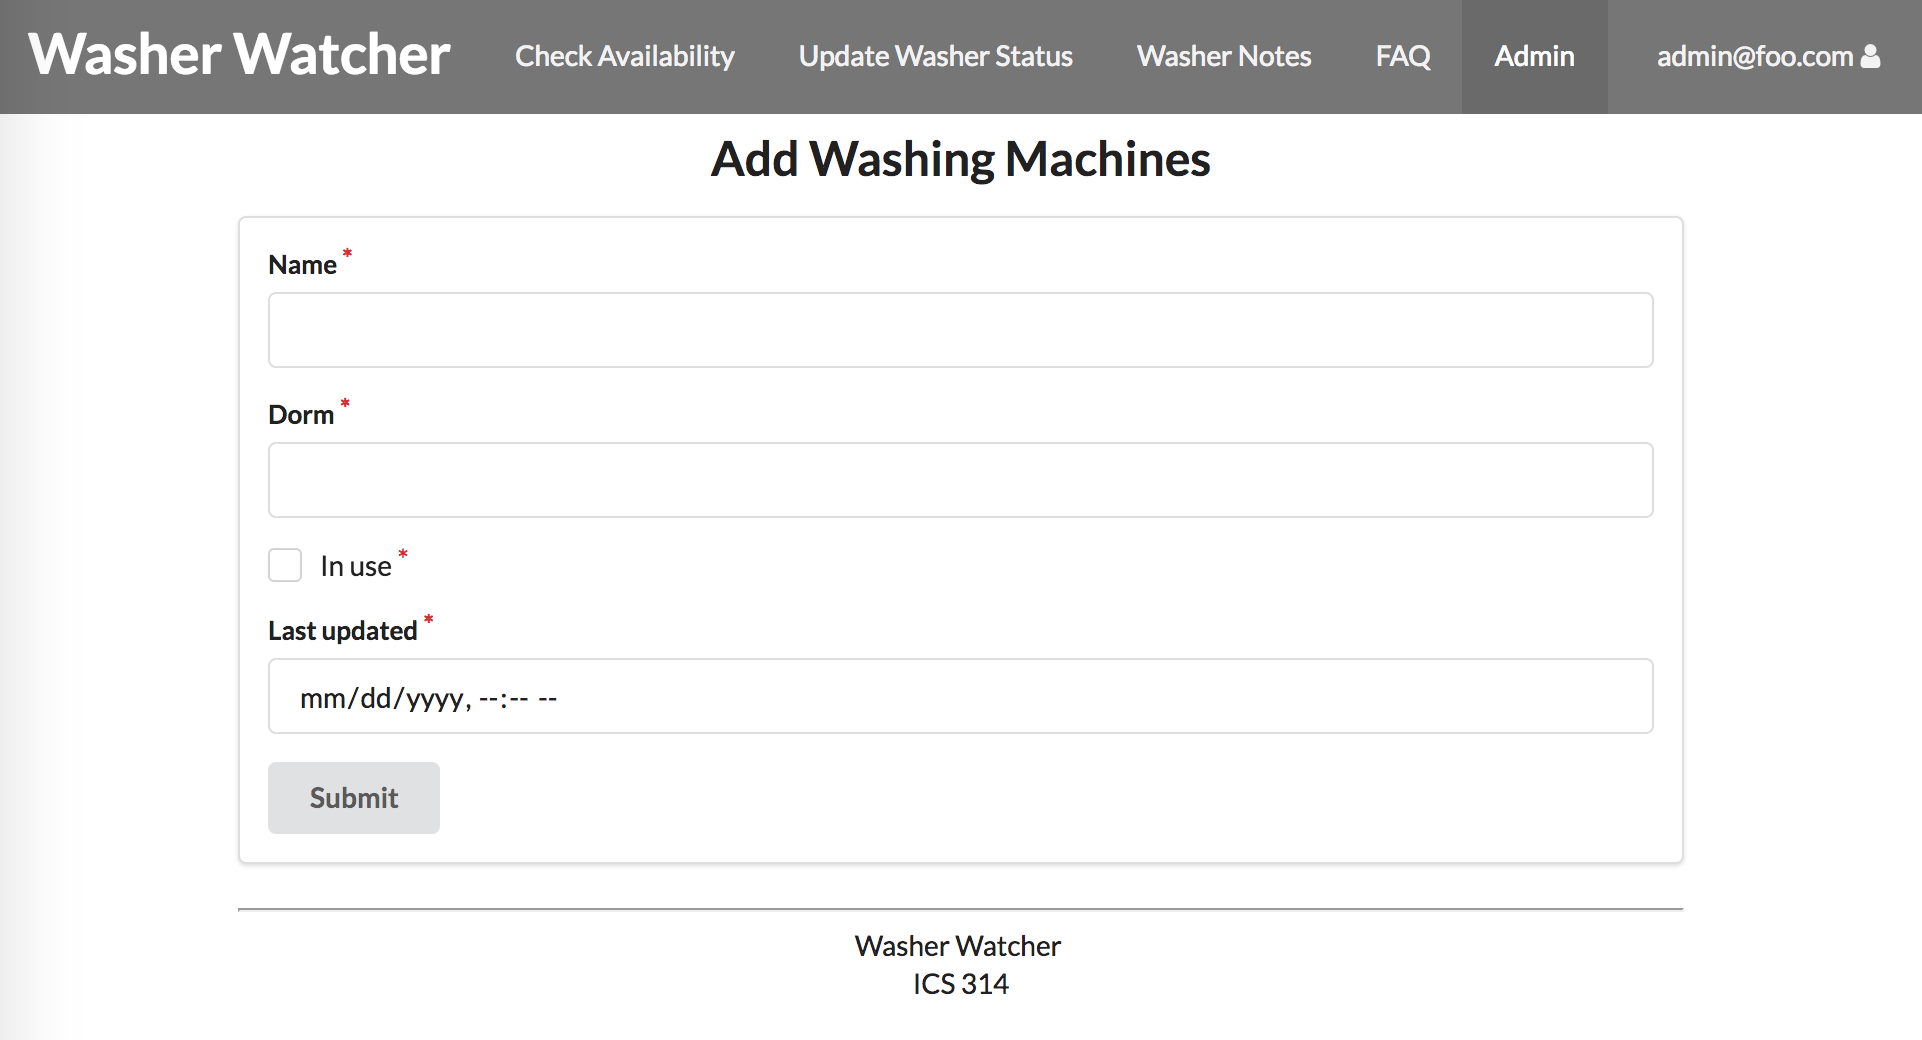 Washer Watcher Check Availability Update Washer Status Washer Notes FAQ Admin admin@foo.com
Add Washing Machines
Name *
Dorm *
In use *
Last updated *
mm/dd/yyyy, --:-- --
Submit
Washer Watcher
ICS 314